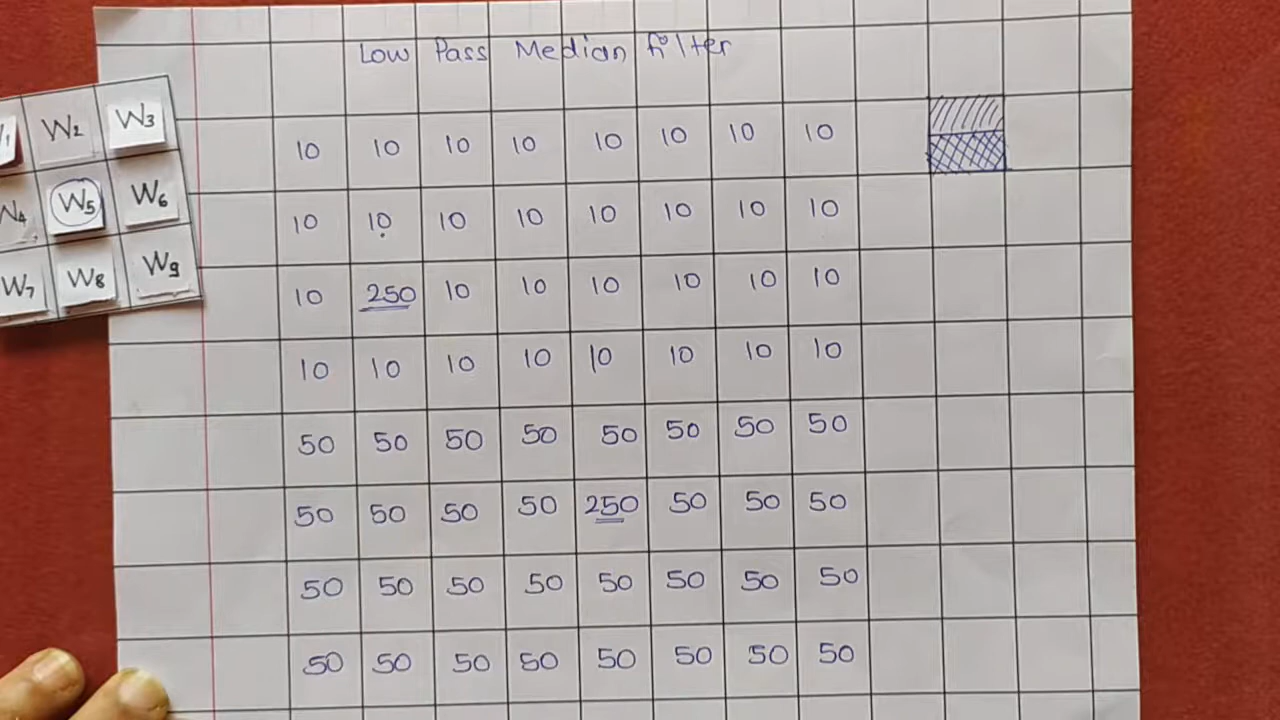 Low Pass Median filter
W1 W2 W3
W4 W5 W6
W7 W8 W9
10 10 10 10 10 10 10 10
10 10 10 10 10 10 10 10
10 250 10 10 10 10 10 10
10 10 10 10 10 10 10 10
50 50 50 50 50 50 50 50
50 50 50 50 250 50 50 50
50 50 50 50 50 50 50 50
50 50 50 50 50 50 50 50